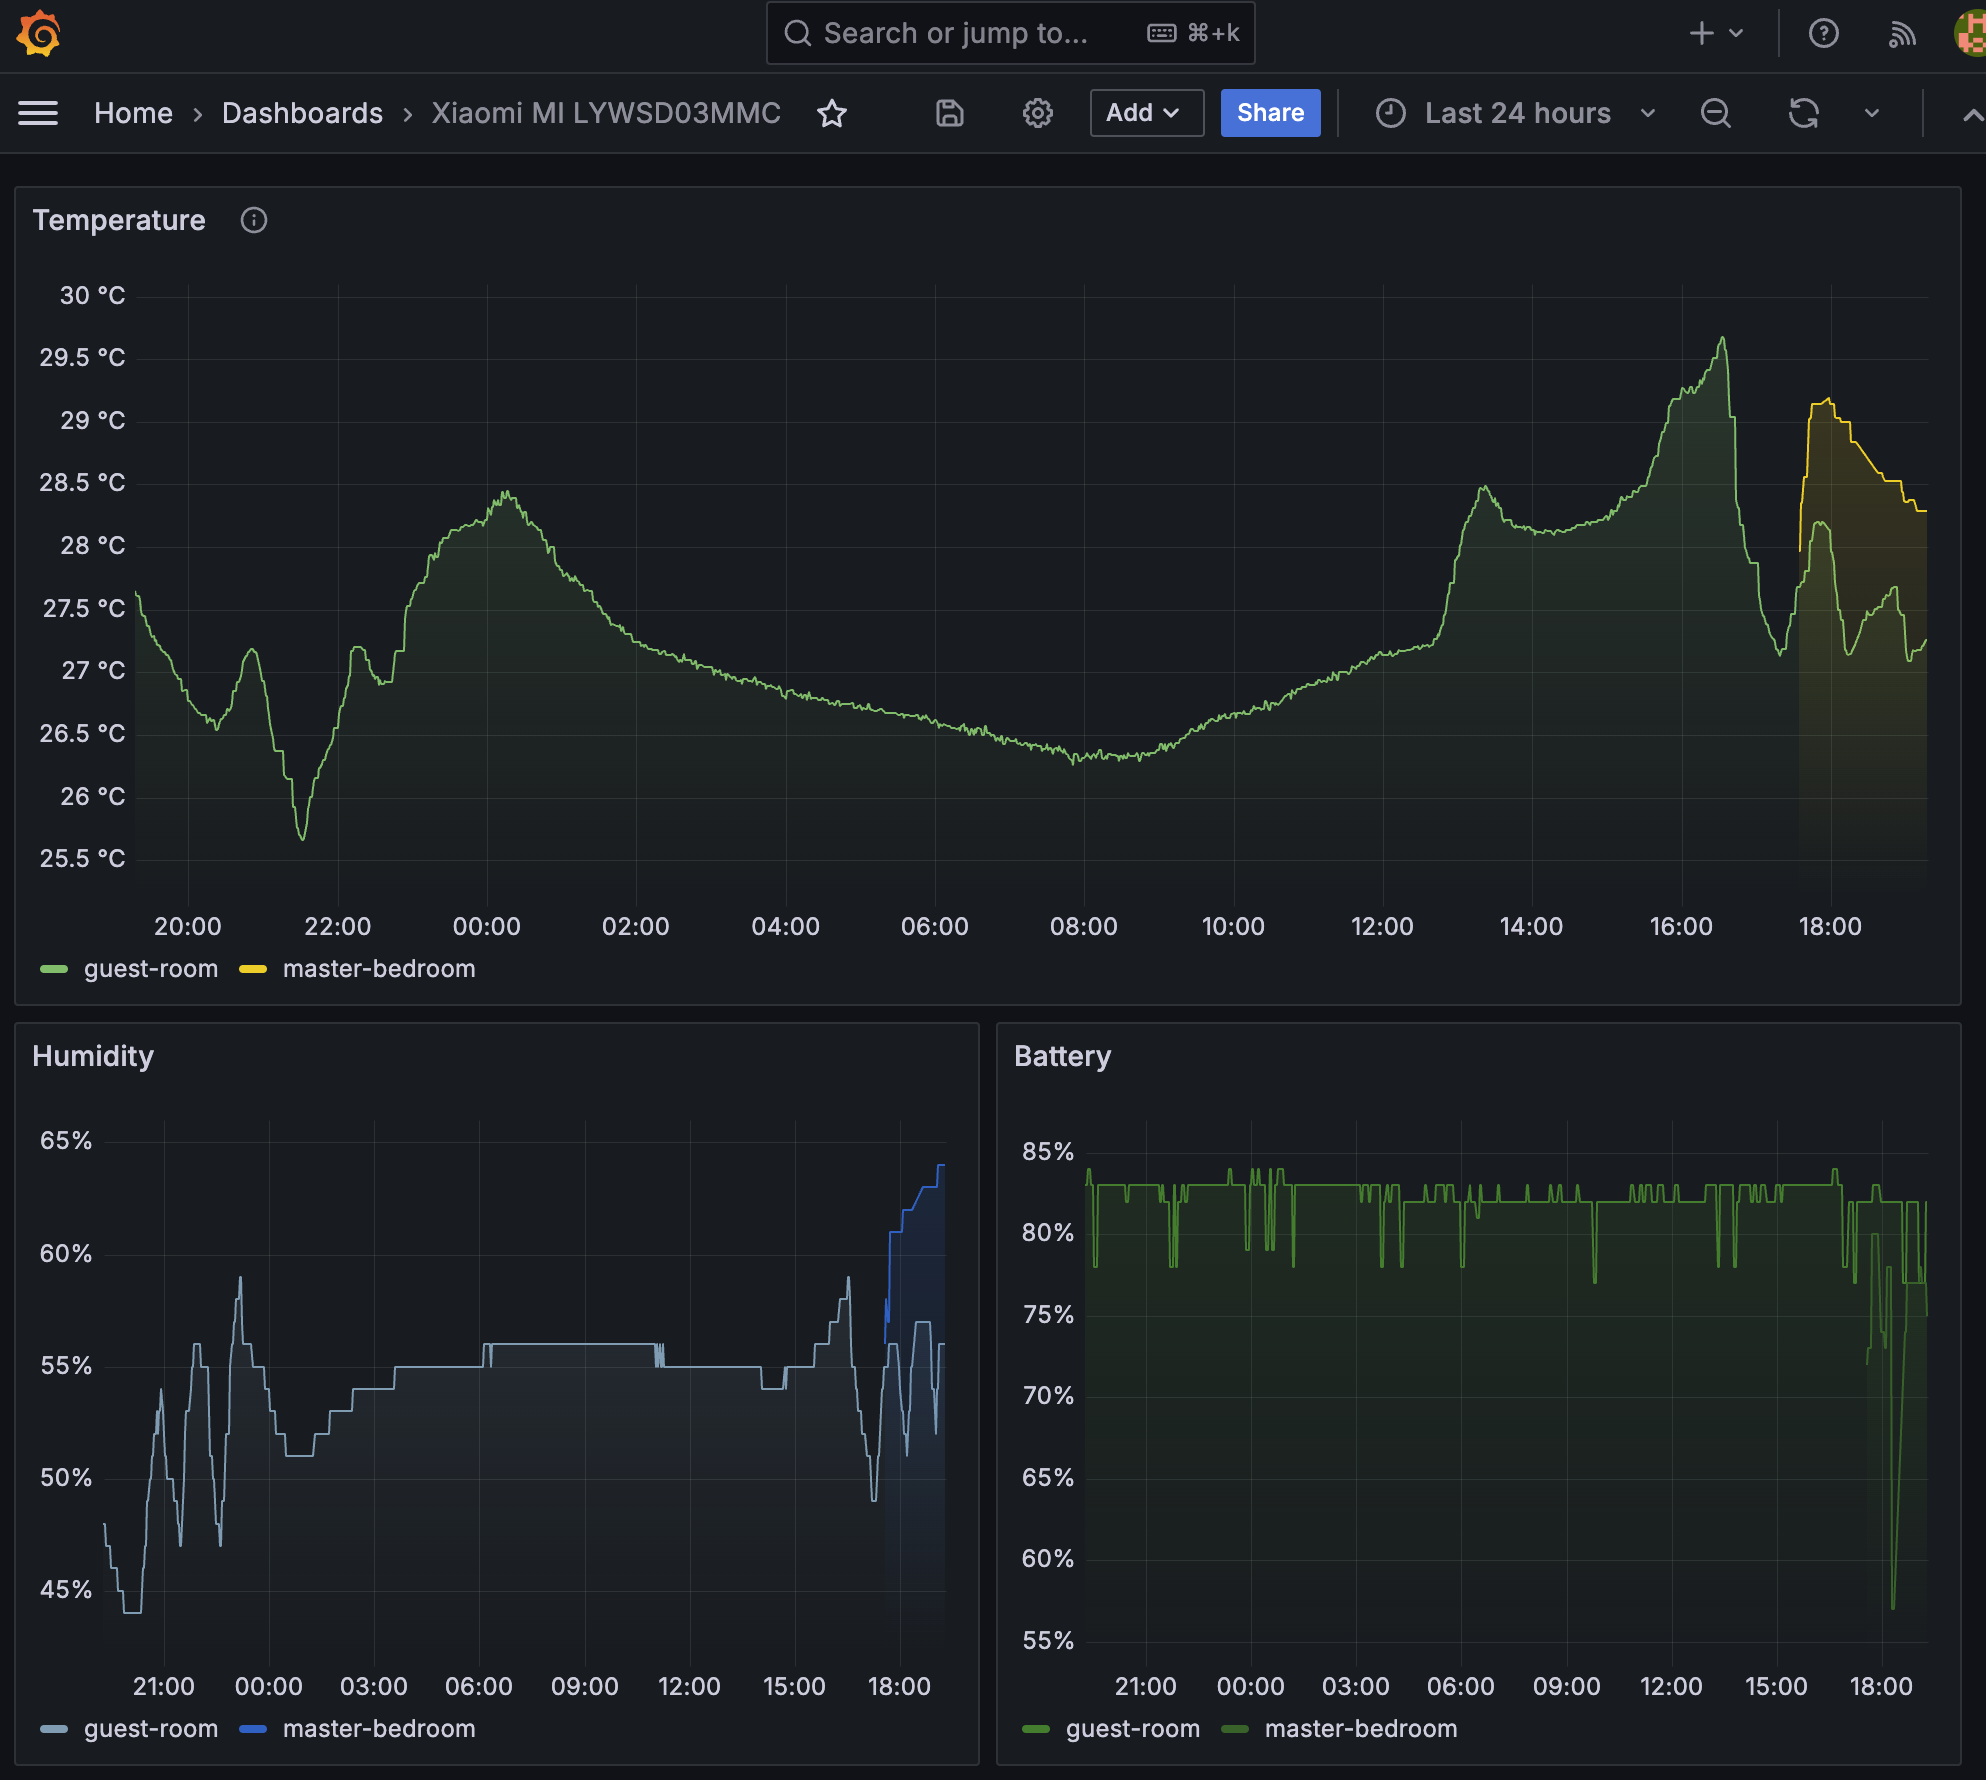 Search or jump to... ⌘+k
Home › Dashboards › Xiaomi MI LYWSD03MMC Add Share Last 24 hours
Temperature
30 °C
29.5 °C
29 °C
28.5 °C
28 °C
27.5 °C
27 °C
26.5 °C
26 °C
25.5 °C
20:00 22:00 00:00 02:00 04:00 06:00 08:00 10:00 12:00 14:00 16:00 18:00
guest-room master-bedroom
Humidity
65%
60%
55%
50%
45%
21:00 00:00 03:00 06:00 09:00 12:00 15:00 18:00
guest-room master-bedroom
Battery
85%
80%
75%
70%
65%
60%
55%
21:00 00:00 03:00 06:00 09:00 12:00 15:00 18:00
guest-room master-bedroom